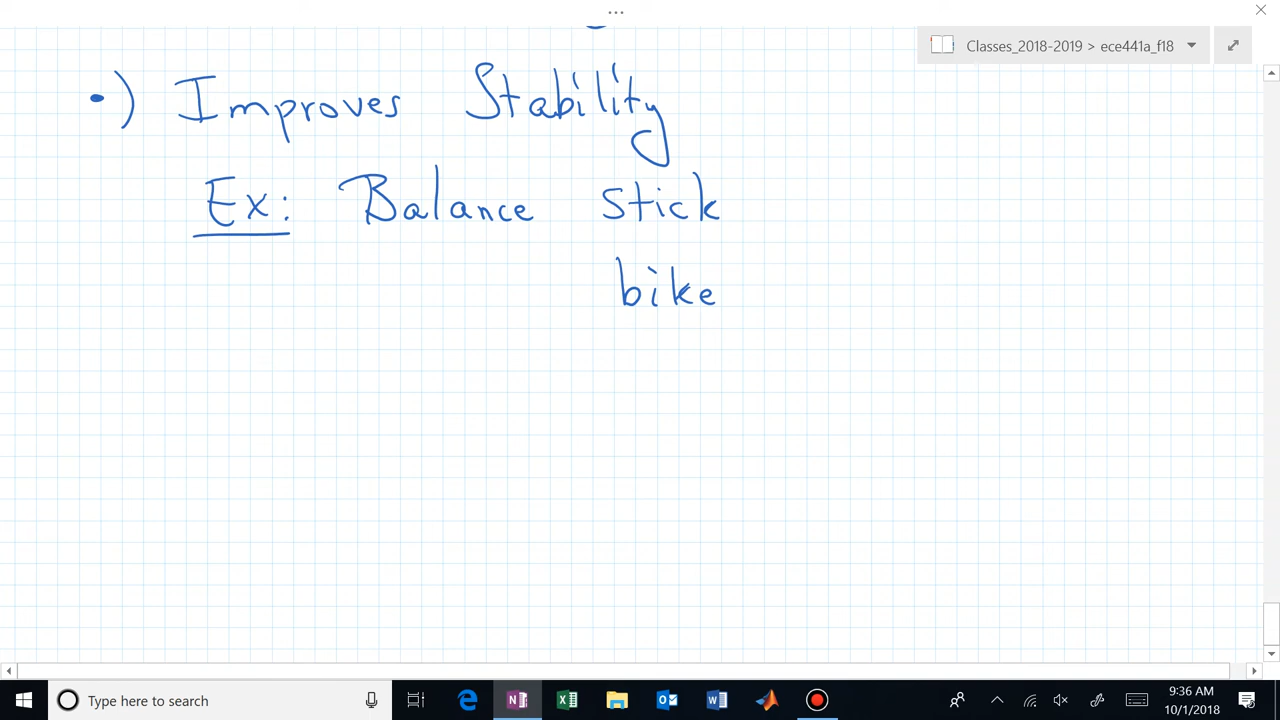 ...
Classes_2018-2019 > ece441a_f18
•) Improves Stability
Ex: Balance stick
bike
Type here to search
9:36 AM
10/1/2018